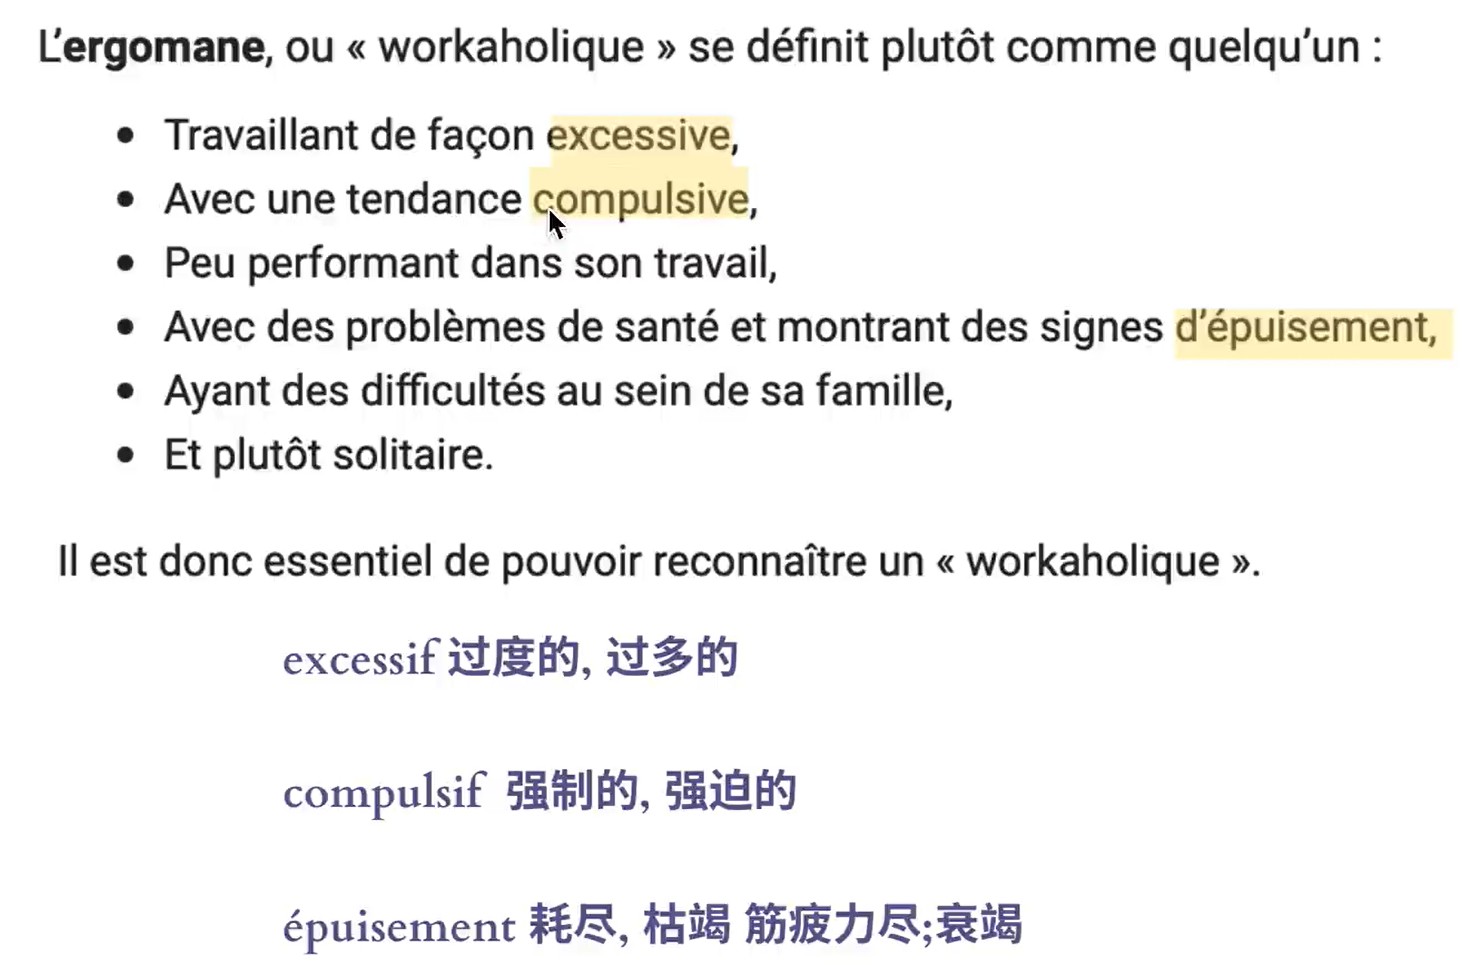 L’ergomane, ou « workaholique » se définit plutôt comme quelqu’un :
• Travaillant de façon excessive,
• Avec une tendance compulsive,
• Peu performant dans son travail,
• Avec des problèmes de santé et montrant des signes d’épuisement,
• Ayant des difficultés au sein de sa famille,
• Et plutôt solitaire.
Il est donc essentiel de pouvoir reconnaître un « workaholique ».
excessif 过度的, 过多的
compulsif 强制的, 强迫的
épuisement 耗尽, 枯竭 筋疲力尽;衰竭